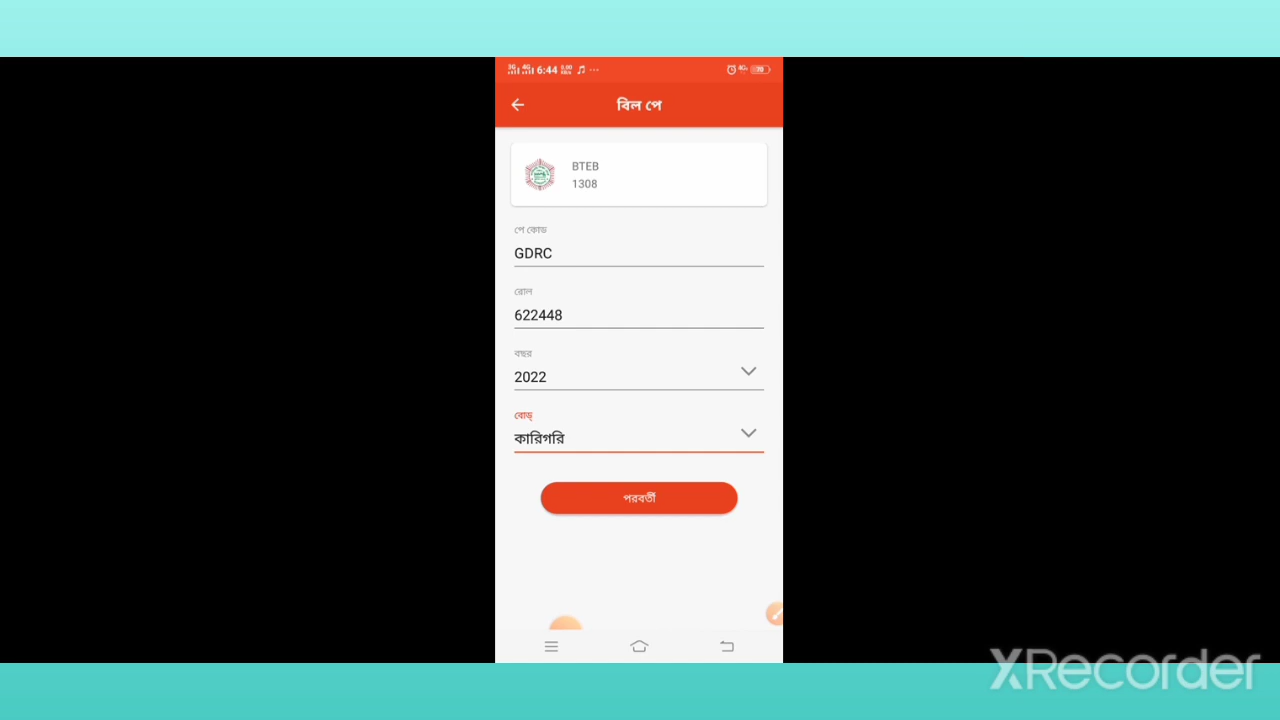 6:44
বিল পে
BTEB
1308
পে কোড
GDRC
রোল
622448
বছর
2022
বোর্ড
কারিগরি
পরবর্তী
XRecorder